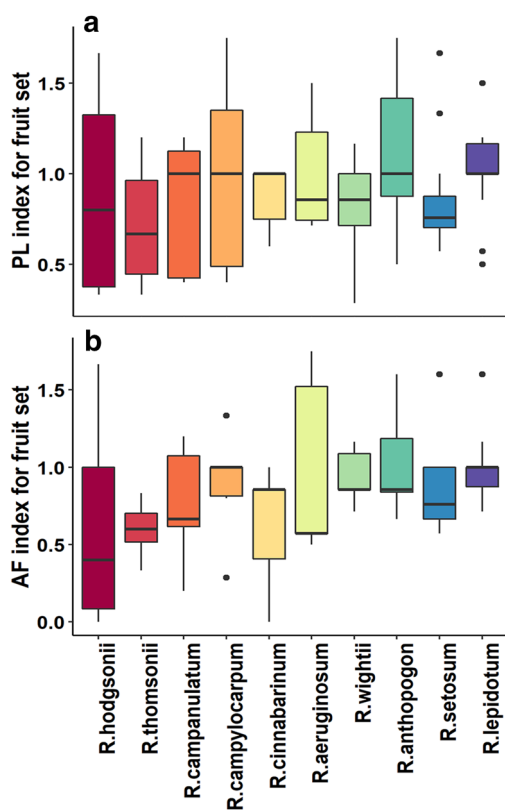 a
PL index for fruit set
1.5
1.0
0.5
b
AF index for fruit set
1.5
1.0
0.5
0.0
R.hodgsonii
R.thomsonii
R.campanulatum
R.campylocarpum
R.cinnabarinum
R.aeruginosum
R.wightii
R.anthopogon
R.setosum
R.lepidotum